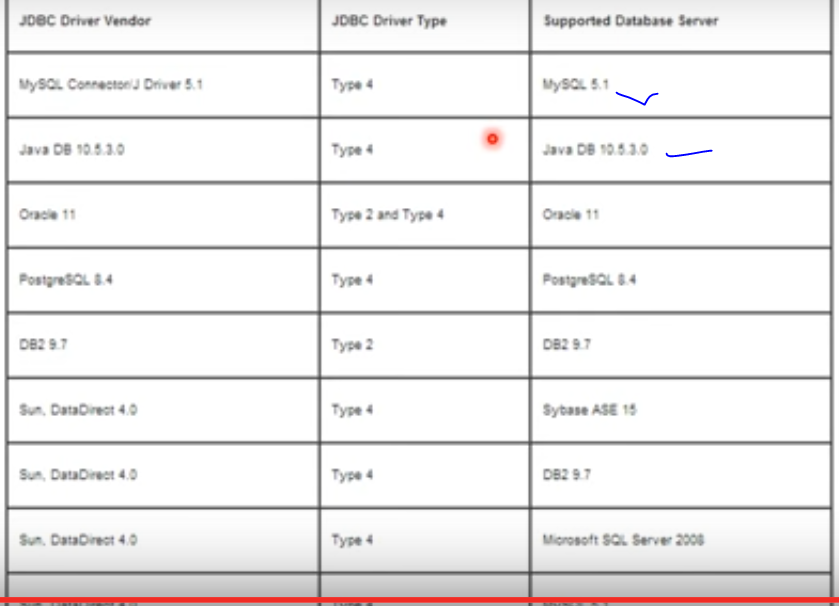 JDBC Driver Vendor JDBC Driver Type Supported Database Server
MySQL Connector/J Driver 5.1 Type 4 MySQL 5.1
Java DB 10.5.3.0 Type 4 Java DB 10.5.3.0
Oracle 11 Type 2 and Type 4 Oracle 11
PostgreSQL 8.4 Type 4 PostgreSQL 8.4
DB2 9.7 Type 2 DB2 9.7
Sun, DataDirect 4.0 Type 4 Sybase ASE 15
Sun, DataDirect 4.0 Type 4 DB2 9.7
Sun, DataDirect 4.0 Type 4 Microsoft SQL Server 2008